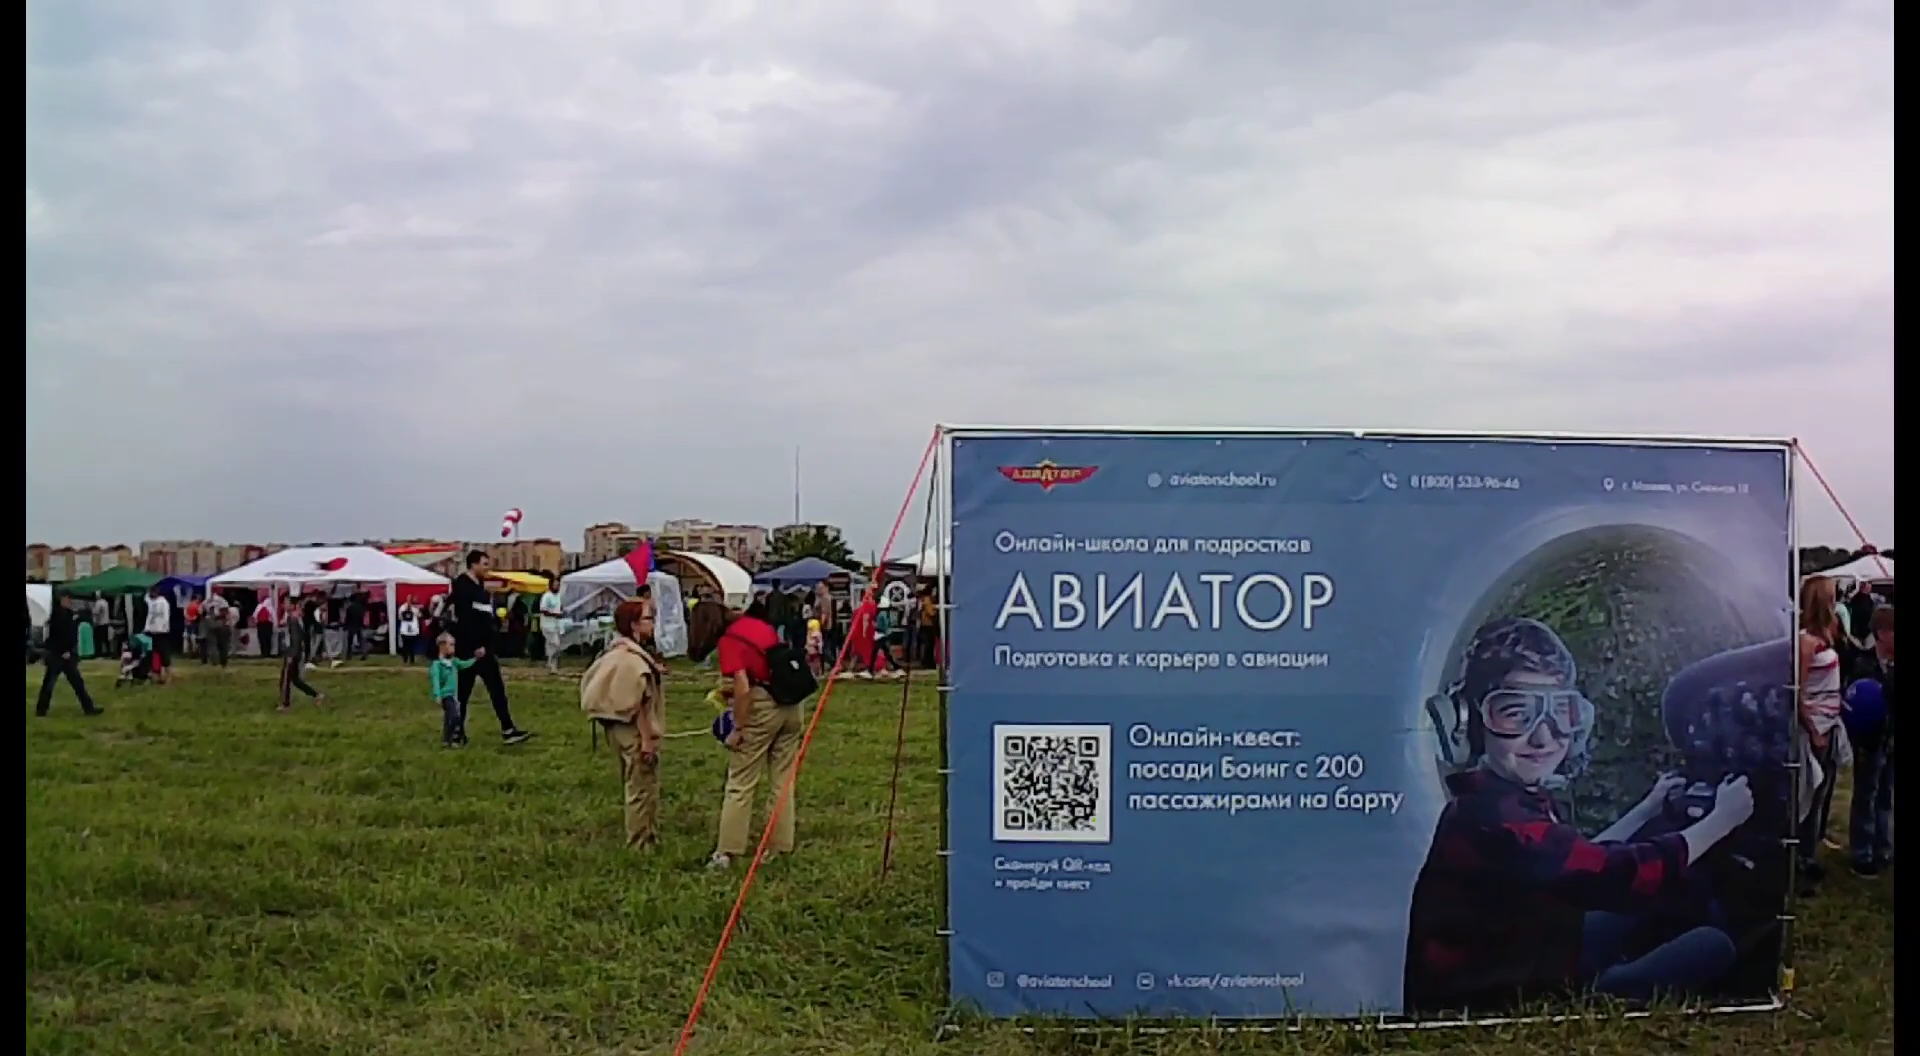 АВИАТОР
aviatorschool.ru
8 (800) 533-96-46
Онлайн-школа для подростков
АВИАТОР
Подготовка к карьере в авиации
Онлайн-квест:
посади Боинг с 200
пассажирами на борту
Сканируй QR-код
и пройди квест
@aviatorschool
vk.com/aviatorschool